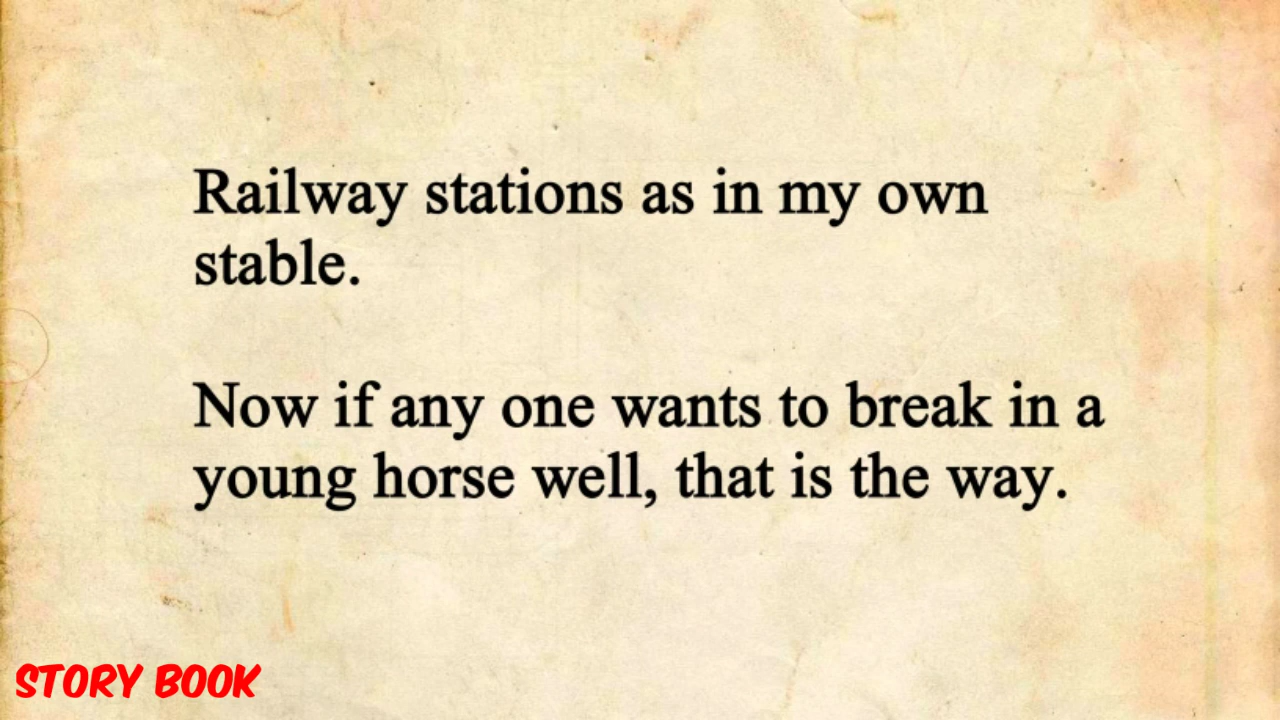 Railway stations as in my own
stable.
Now if any one wants to break in a
young horse well, that is the way.
STORY BOOK